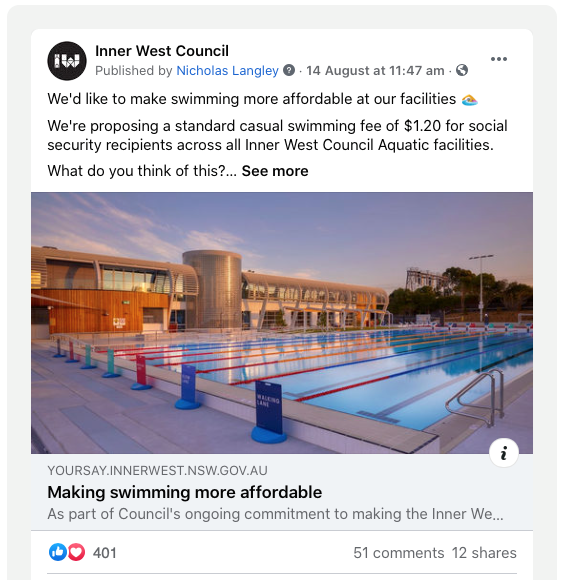 iW
Inner West Council
Published by Nicholas Langley ? · 14 August at 11:47 am ·
We'd like to make swimming more affordable at our facilities 🏊
We're proposing a standard casual swimming fee of $1.20 for social
security recipients across all Inner West Council Aquatic facilities.
What do you think of this?... See more
WALKING
LANE
i
YOURSAY.INNERWEST.NSW.GOV.AU
Making swimming more affordable
As part of Council's ongoing commitment to making the Inner We...
401 51 comments 12 shares